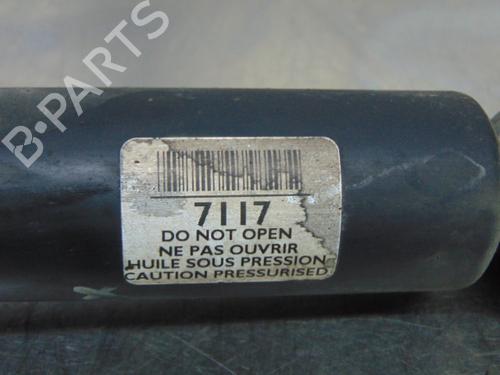 B-PARTS
7117
DO NOT OPEN
NE PAS OUVRIR
HUILE SOUS PRESSION
CAUTION PRESSURISED